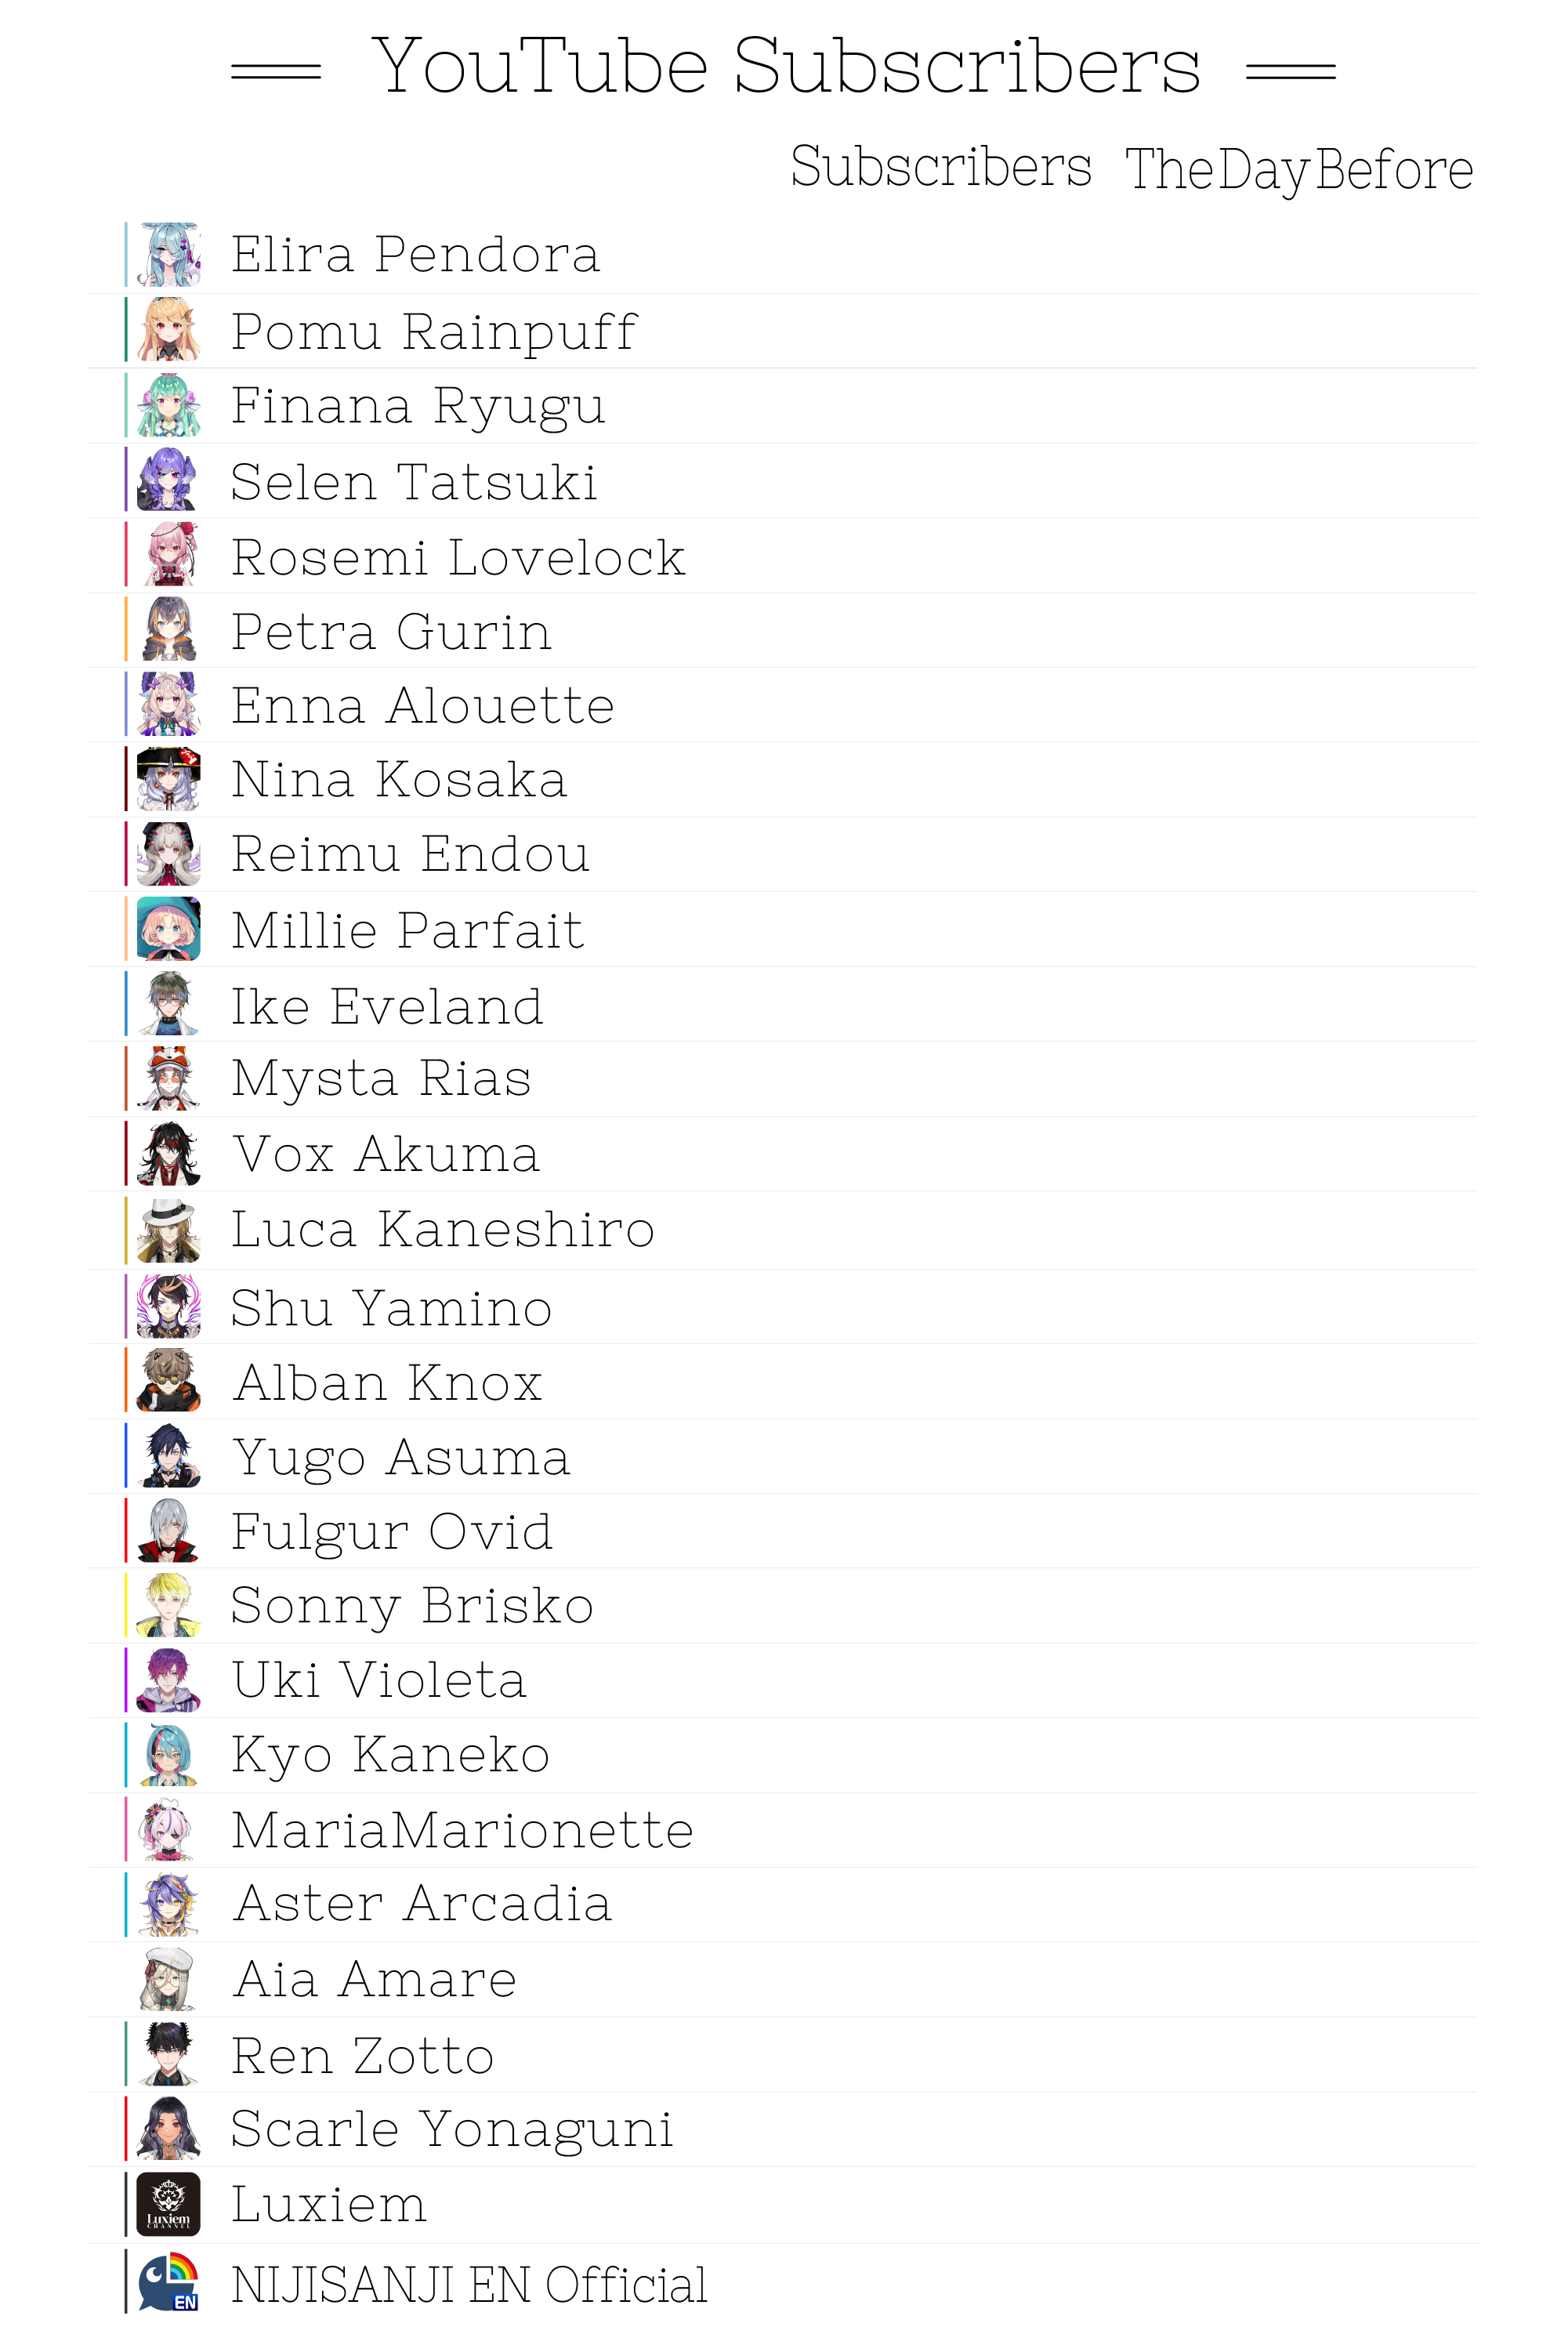 YouTube Subscribers
Subscribers TheDayBefore
Elira Pendora
Pomu Rainpuff
Finana Ryugu
Selen Tatsuki
Rosemi Lovelock
Petra Gurin
Enna Alouette
Nina Kosaka
Reimu Endou
Millie Parfait
Ike Eveland
Mysta Rias
Vox Akuma
Luca Kaneshiro
Shu Yamino
Alban Knox
Yugo Asuma
Fulgur Ovid
Sonny Brisko
Uki Violeta
Kyo Kaneko
MariaMarionette
Aster Arcadia
Aia Amare
Ren Zotto
Scarle Yonaguni
Luxiem
Luxiem
CHANNEL
NIJISANJI EN Official
EN